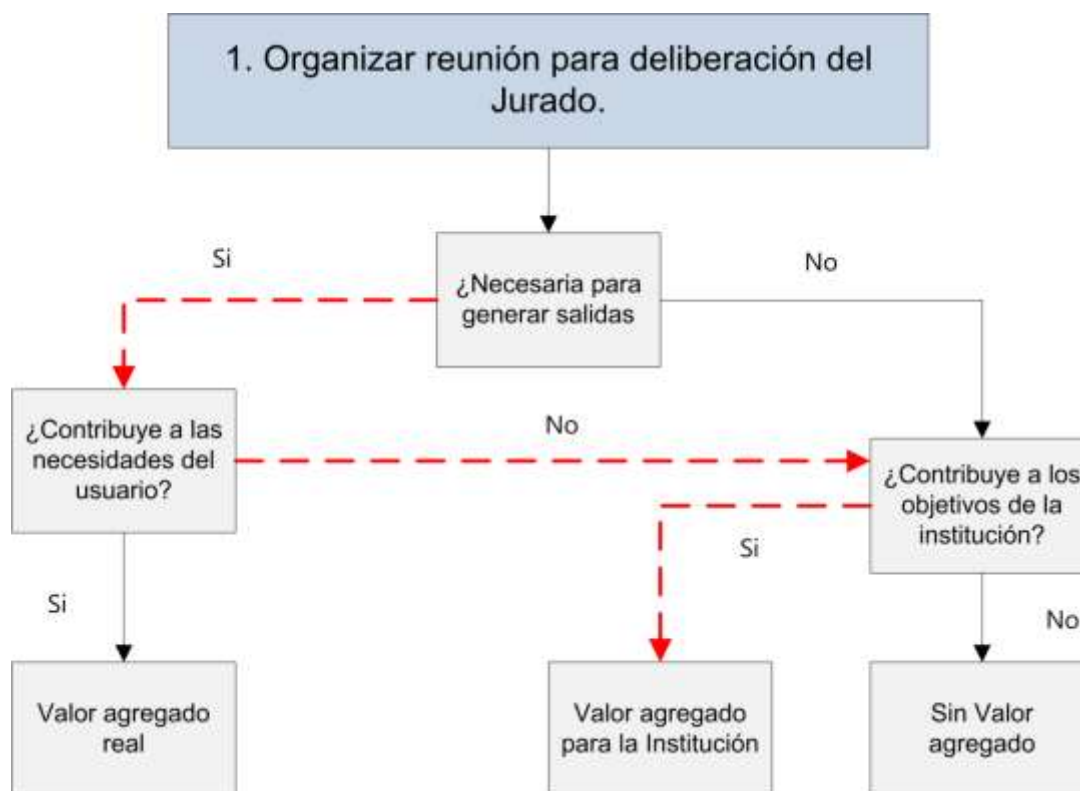 1. Organizar reunión para deliberación del
Jurado.
Si
No
¿Necesaria para
generar salidas
¿Contribuye a las
necesidades del
usuario?
No
¿Contribuye a los
objetivos de la
institución?
Si
Si
No
Valor agregado
real
Valor agregado
para la Institución
Sin Valor
agregado